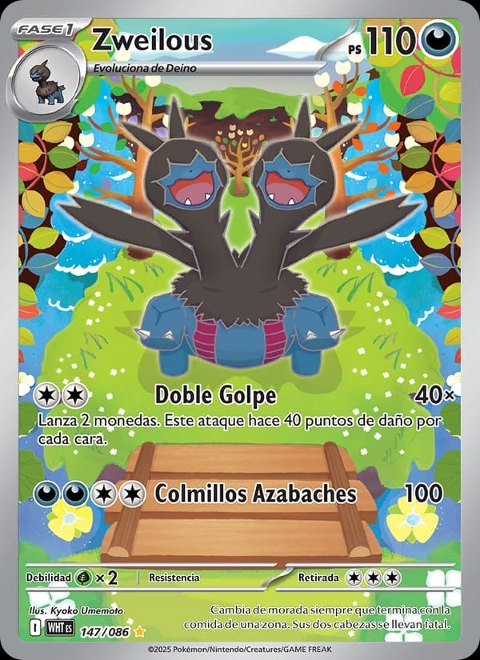 FASE 1
Zweilous
PS 110
Evoluciona de Deino
Doble Golpe 40×
Lanza 2 monedas. Este ataque hace 40 puntos de daño por
cada cara.
Colmillos Azabaches 100
Debilidad ×2 Resistencia Retirada
Ilus. Kyoko Umemoto
I WHT ES 147/086
Cambia de morada siempre que termina con la
comida de una zona. Sus dos cabezas se llevan fatal.
©2025 Pokémon/Nintendo/Creatures/GAME FREAK